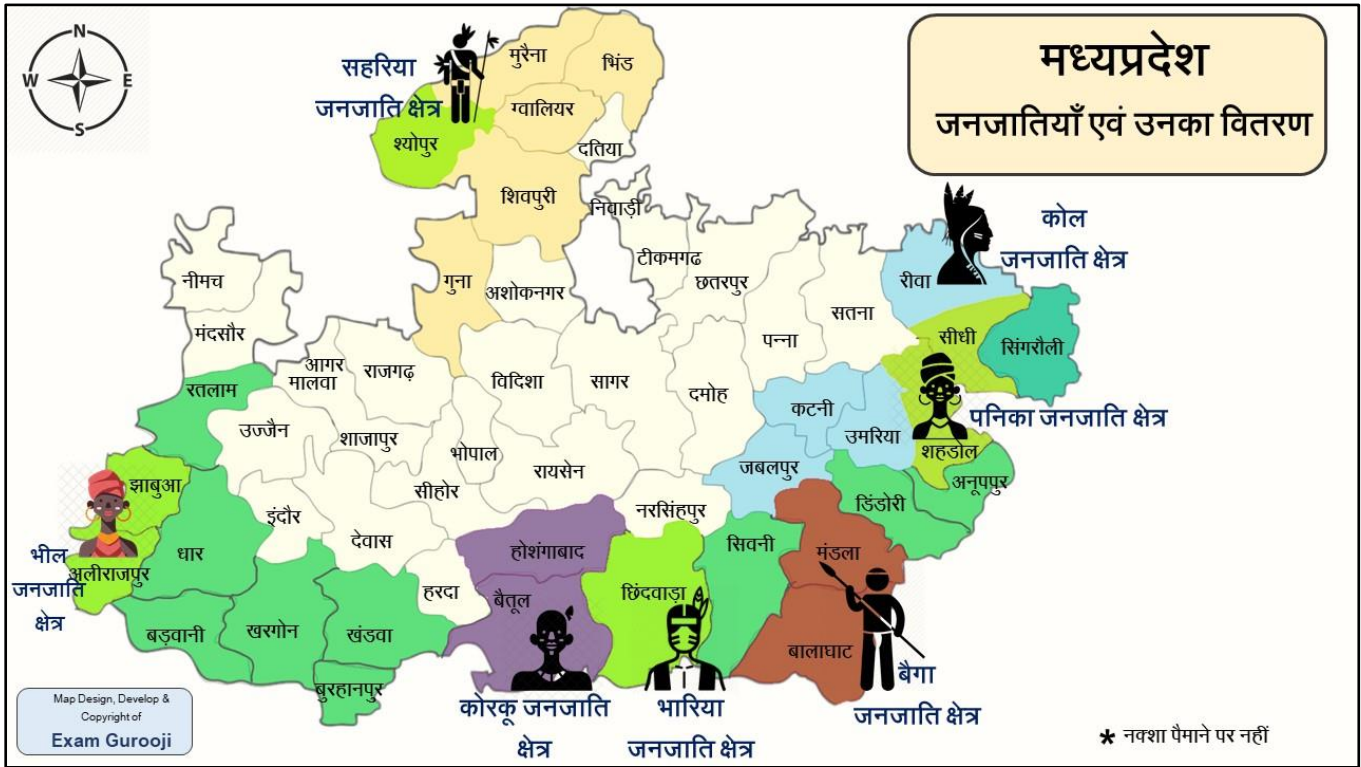 मध्यप्रदेश
जनजातियाँ एवं उनका वितरण
N
W
E
S
सहरिया
जनजाति क्षेत्र
मुरैना
भिंड
ग्वालियर
श्योपुर
दतिया
शिवपुरी
निवाड़ी
कोल
जनजाति क्षेत्र
टीकमगढ
छतरपुर
रीवा
नीमच
गुना
अशोकनगर
सतना
मंदसौर
पन्ना
सीधी
सिंगरौली
आगर
मालवा
राजगढ़
विदिशा
सागर
दमोह
रतलाम
कटनी
पनिका जनजाति क्षेत्र
उज्जैन
शाजापुर
भोपाल
रायसेन
उमरिया
शहडोल
जबलपुर
अनूपपुर
झाबुआ
सीहोर
डिंडोरी
इंदौर
देवास
नरसिंहपुर
धार
होशंगाबाद
सिवनी
मंडला
भील
जनजाति
क्षेत्र
अलीराजपुर
हरदा
बैतूल
छिंदवाड़ा
बड़वानी
खरगोन
खंडवा
बालाघाट
बुरहानपुर
कोरकू जनजाति
क्षेत्र
भारिया
जनजाति क्षेत्र
बैगा
जनजाति क्षेत्र
Map Design, Develop &
Copyright of
Exam Gurooji
* नक्शा पैमाने पर नहीं